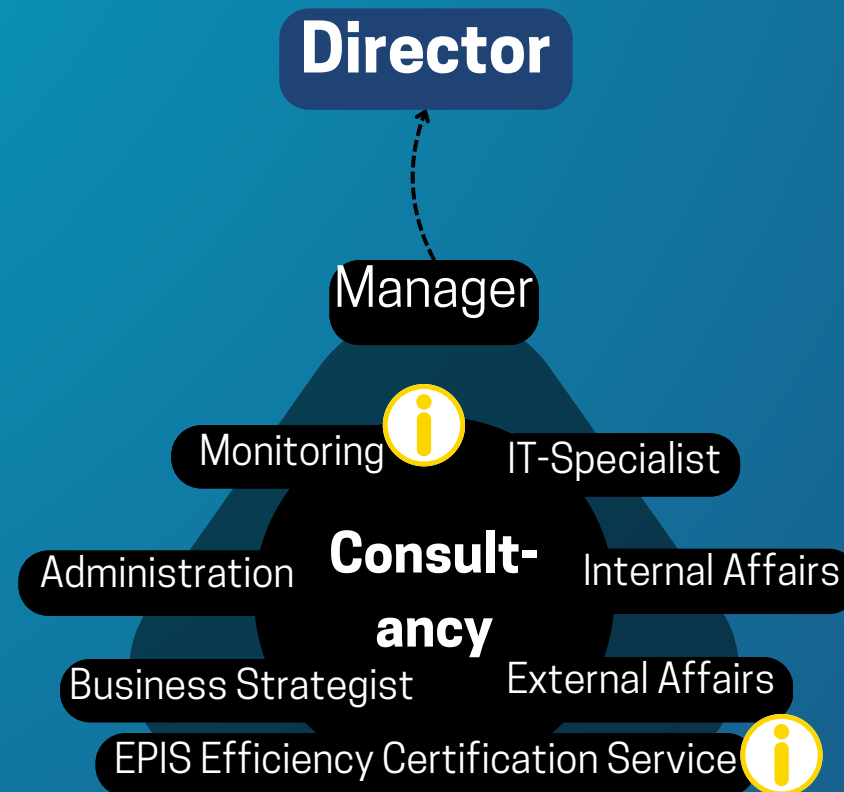 Director
Manager
Monitoring
IT-Specialist
Administration
Consult-
ancy
Internal Affairs
Business Strategist
External Affairs
EPIS Efficiency Certification Service